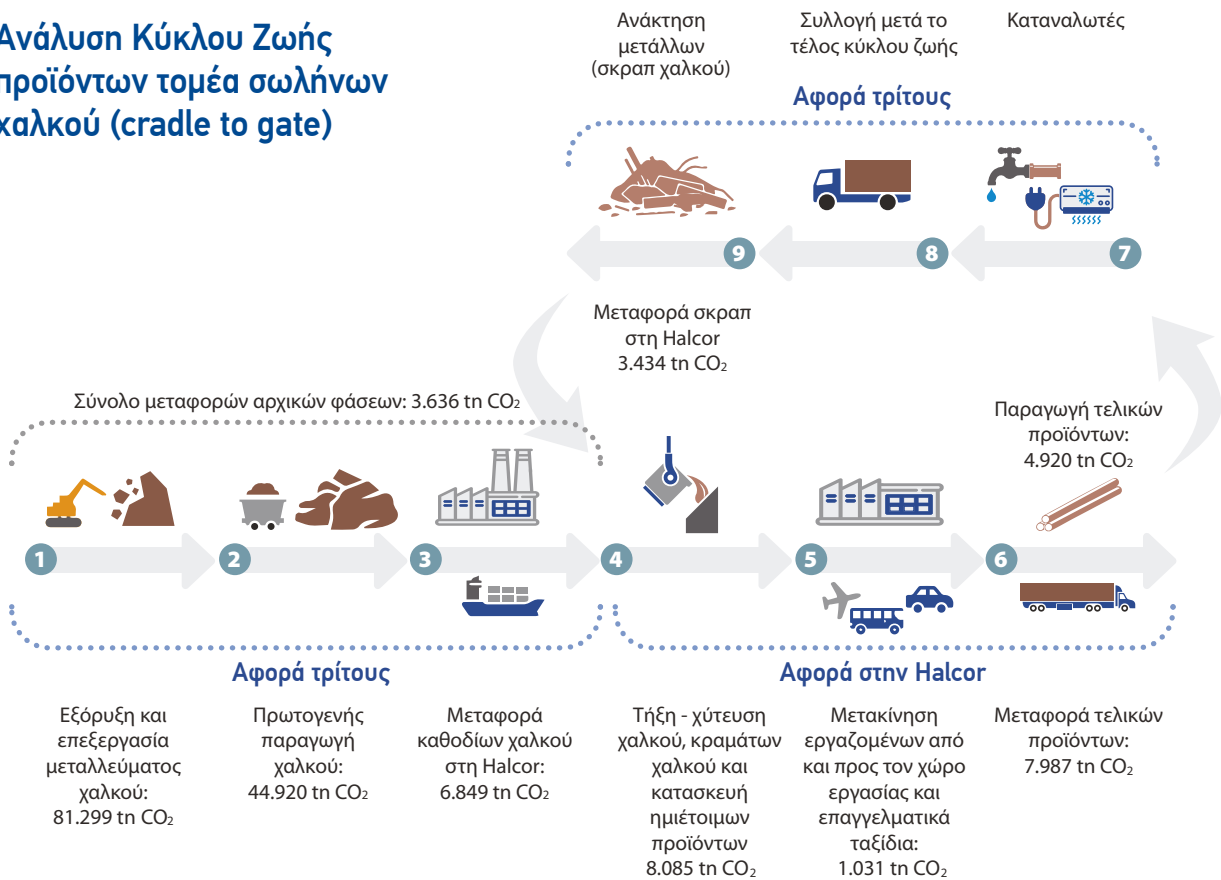 Ανάλυση Κύκλου Ζωής
προϊόντων τομέα σωλήνων
χαλκού (cradle to gate)
Ανάκτηση
μετάλλων
(σκραπ χαλκού)
Συλλογή μετά το
τέλος κύκλου ζωής
Καταναλωτές
Αφορά τρίτους
9
8
7
Μεταφορά σκραπ
στη Halcor
3.434 tn CO₂
Σύνολο μεταφορών αρχικών φάσεων: 3.636 tn CO₂
Παραγωγή τελικών
προϊόντων:
4.920 tn CO₂
1
2
3
4
5
6
Αφορά τρίτους
Αφορά στην Halcor
Εξόρυξη και
επεξεργασία
μεταλλεύματος
χαλκού:
81.299 tn CO₂
Πρωτογενής
παραγωγή
χαλκού:
44.920 tn CO₂
Μεταφορά
καθοδίων χαλκού
στη Halcor:
6.849 tn CO₂
Τήξη - χύτευση
χαλκού, κραμάτων
χαλκού και
κατασκευή
ημιέτοιμων
προϊόντων
8.085 tn CO₂
Μετακίνηση
εργαζομένων από
και προς τον χώρο
εργασίας και
επαγγελματικά
ταξίδια:
1.031 tn CO₂
Μεταφορά τελικών
προϊόντων:
7.987 tn CO₂